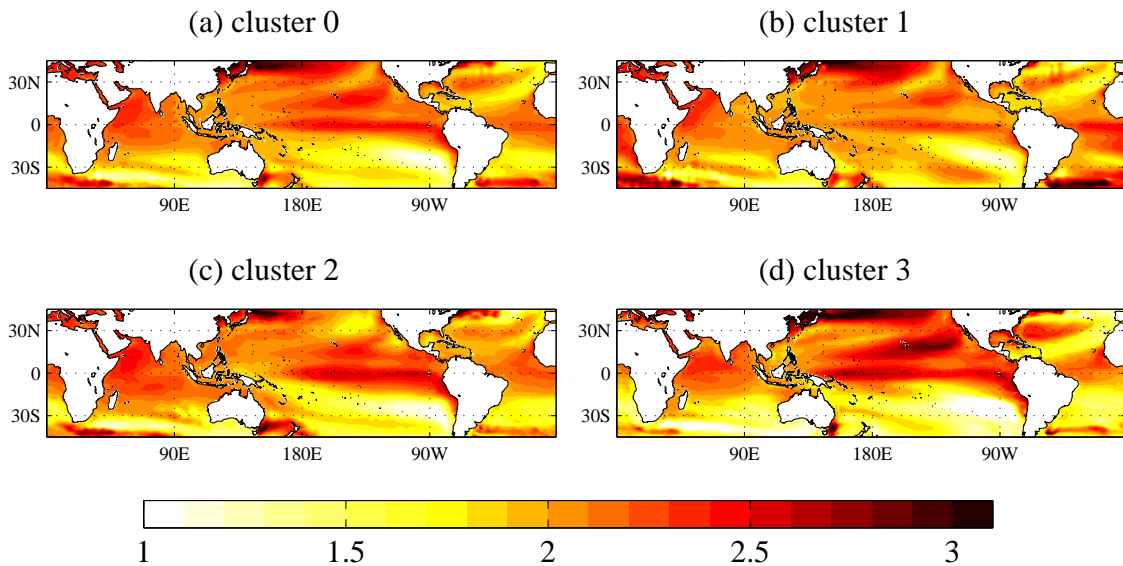 (a) cluster 0
(b) cluster 1
30N
0
30S
90E 180E 90W
30N
0
30S
90E 180E 90W
(c) cluster 2
(d) cluster 3
30N
0
30S
90E 180E 90W
30N
0
30S
90E 180E 90W
1 1.5 2 2.5 3